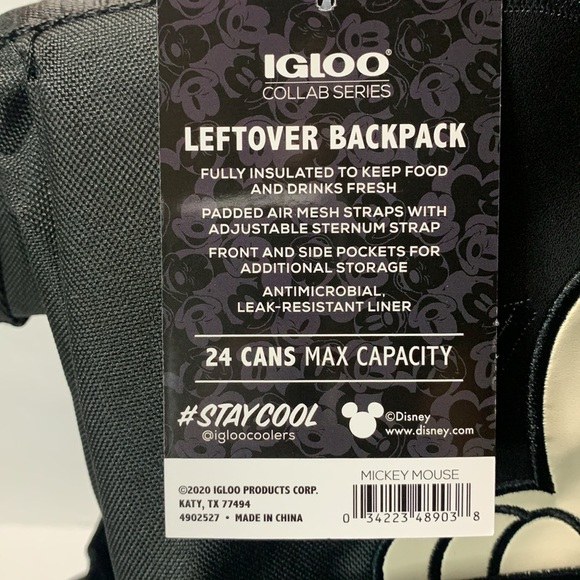 IGLOO®
COLLAB SERIES
LEFTOVER BACKPACK
FULLY INSULATED TO KEEP FOOD
AND DRINKS FRESH
PADDED AIR MESH STRAPS WITH
ADJUSTABLE STERNUM STRAP
FRONT AND SIDE POCKETS FOR
ADDITIONAL STORAGE
ANTIMICROBIAL,
LEAK-RESISTANT LINER
24 CANS MAX CAPACITY
#STAYCOOL
@igloocoolers
©Disney
www.disney.com
MICKEY MOUSE
©2020 IGLOO PRODUCTS CORP.
KATY, TX 77494
4902527 • MADE IN CHINA
0 34223 48903 8